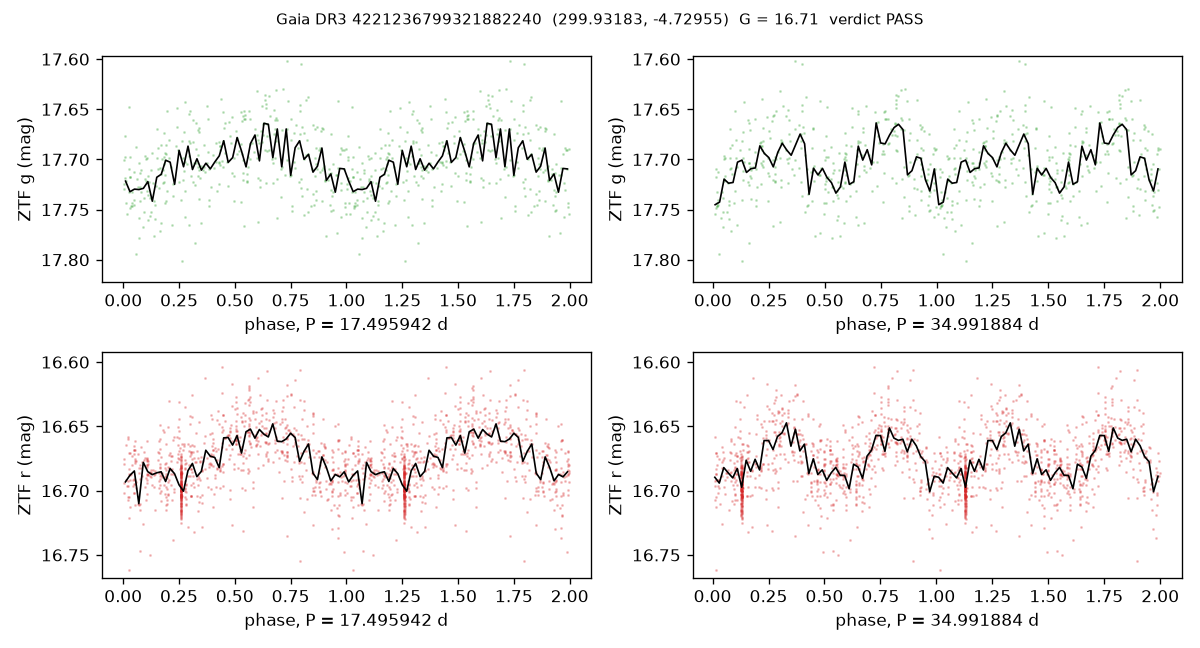 Gaia DR3 4221236799321882240 (299.93183, -4.72955) G = 16.71 verdict PASS
17.60
17.65
17.70
17.75
17.80
ZTF g (mag)
0.00 0.25 0.50 0.75 1.00 1.25 1.50 1.75 2.00
phase, P = 17.495942 d
17.60
17.65
17.70
17.75
17.80
ZTF g (mag)
0.00 0.25 0.50 0.75 1.00 1.25 1.50 1.75 2.00
phase, P = 34.991884 d
16.60
16.65
16.70
16.75
ZTF r (mag)
0.00 0.25 0.50 0.75 1.00 1.25 1.50 1.75 2.00
phase, P = 17.495942 d
16.60
16.65
16.70
16.75
ZTF r (mag)
0.00 0.25 0.50 0.75 1.00 1.25 1.50 1.75 2.00
phase, P = 34.991884 d